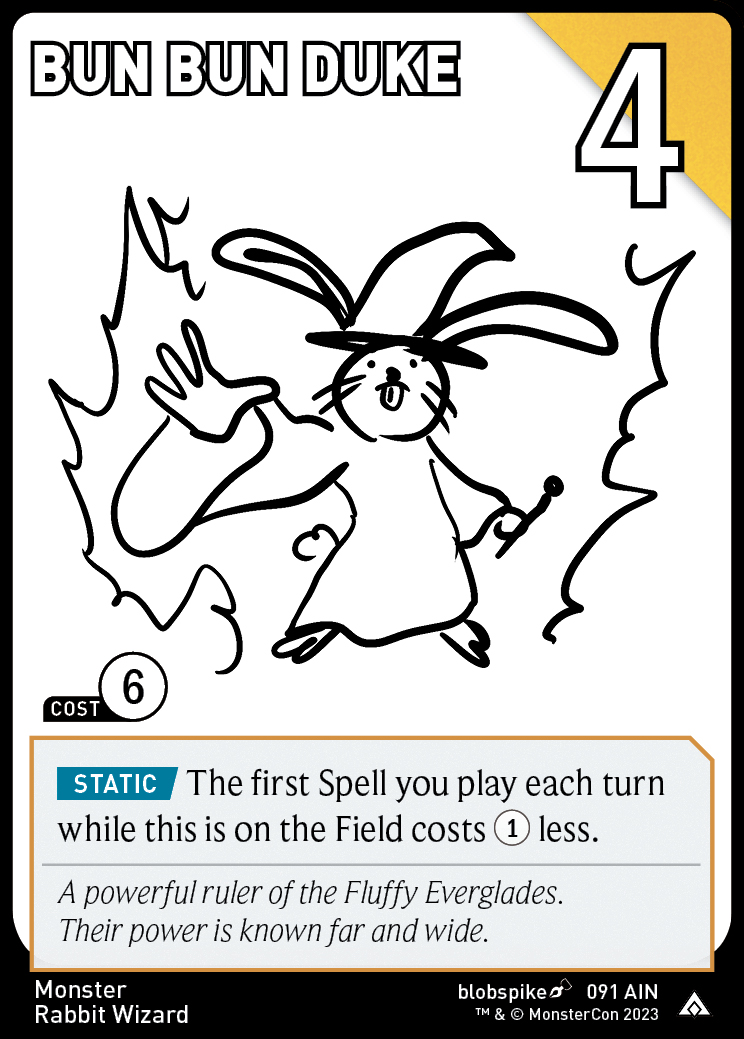 BUN BUN DUKE
4
COST 6
STATIC The first Spell you play each turn
while this is on the Field costs 1 less.
A powerful ruler of the Fluffy Everglades.
Their power is known far and wide.
Monster
Rabbit Wizard
blobspike 091 AIN
™ & © MonsterCon 2023